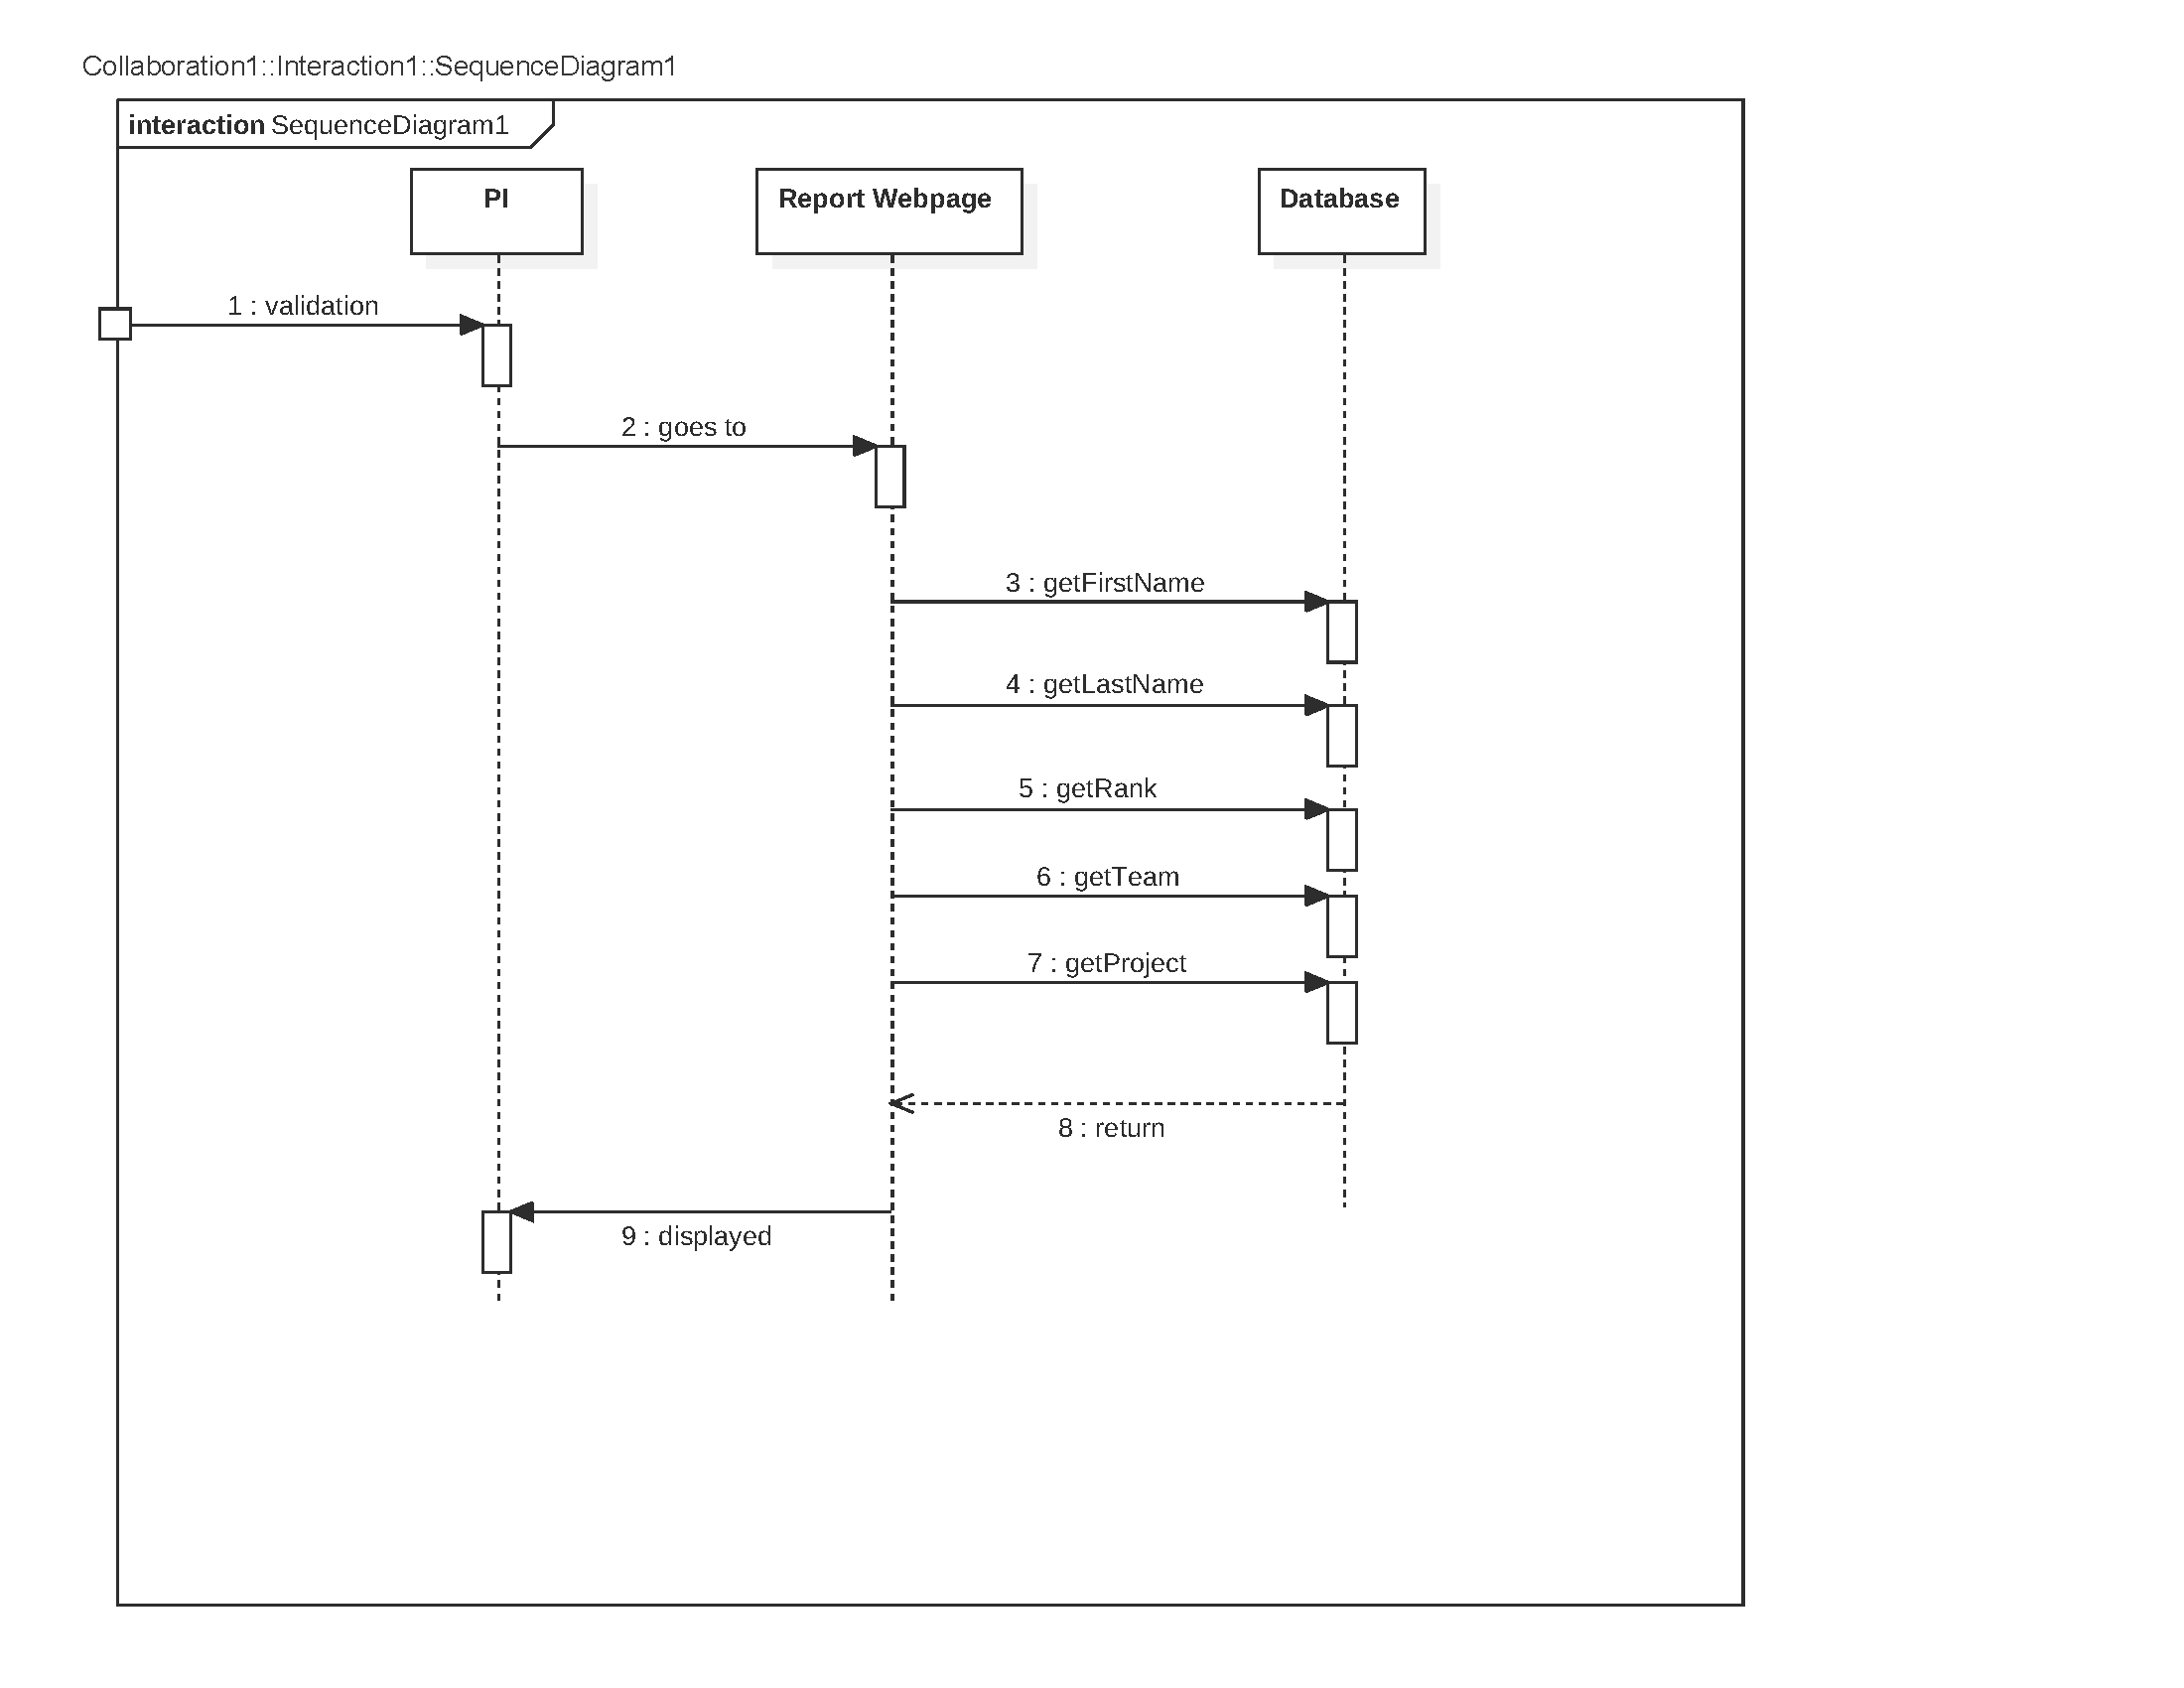 Collaboration1::Interaction1::SequenceDiagram1
interaction SequenceDiagram1
PI
Report Webpage
Database
1 : validation
2 : goes to
3 : getFirstName
4 : getLastName
5 : getRank
6 : getTeam
7 : getProject
8 : return
9 : displayed